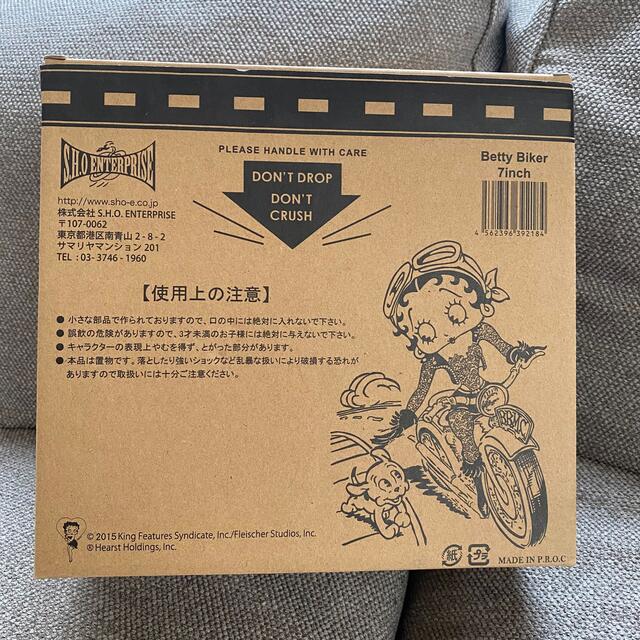 S.H.O ENTERPRISE
http://www.sho-e.co.jp
株式会社 S.H.O. ENTERPRISE
〒107-0062
東京都港区南青山 2 - 8 - 2
サマリヤマンション 201
TEL : 03- 3746 - 1960
PLEASE HANDLE WITH CARE
DON'T DROP
DON'T
CRUSH
Betty Biker
7inch
4 562396 392184
【使用上の注意】
● 小さな部品で作られておりますので、口の中には絶対に入れないで下さい。
● 誤飲の危険がありますので、3才未満のお子様には絶対に与えないで下さい。
● キャラクターの表現上やむを得ず、とがった部分があります。
● 本品は置物です。落としたり強いショックなど乱暴な扱いにより破損する恐れが
ありますので取扱いには十分ご注意ください。
© 2015 King Features Syndicate, Inc./Fleischer Studios, Inc.
® Hearst Holdings, Inc.
紙
プラ
MADE IN P.R.O.C